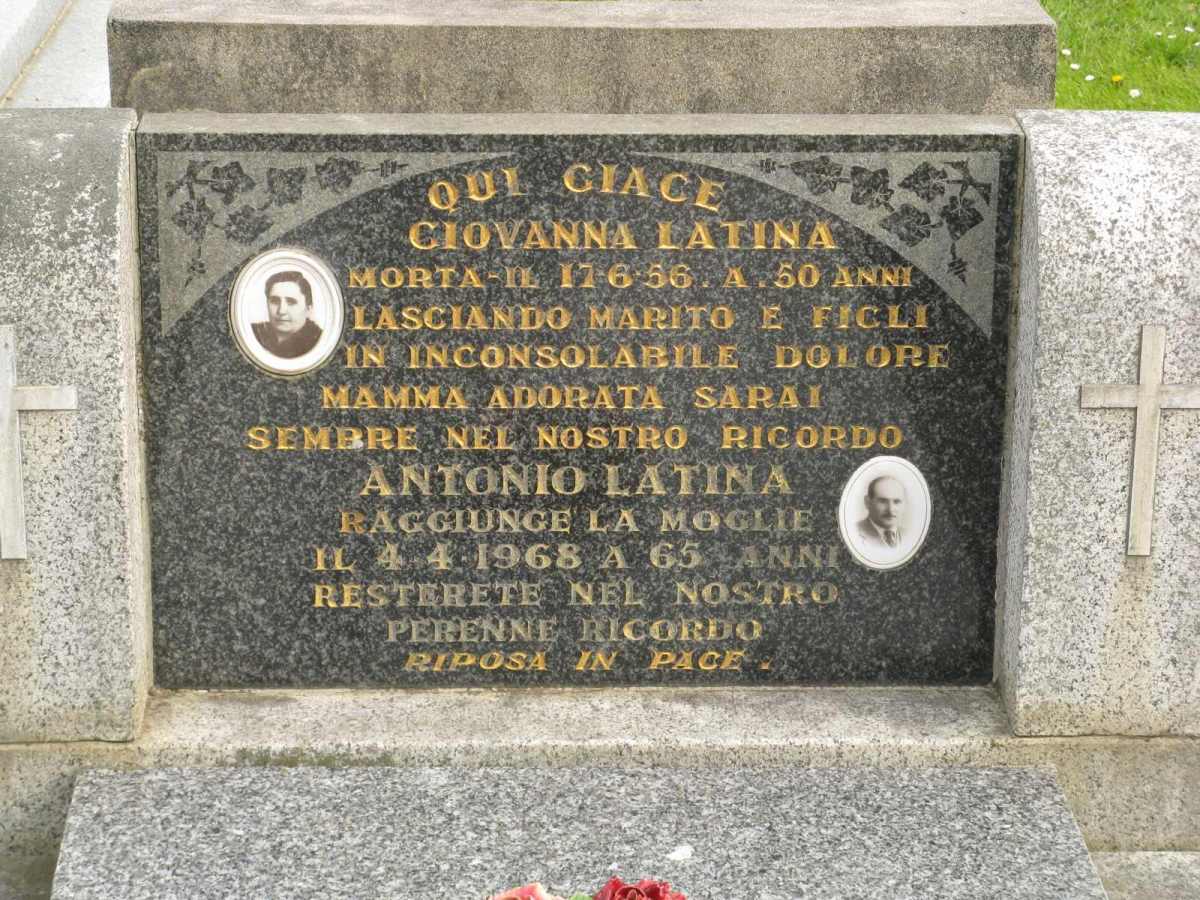 QUI GIACE
GIOVANNA LATINA
MORTA-IL 17·6·56. A. 50 ANNI
LASCIANDO MARITO E FIGLI
IN INCONSOLABILE DOLORE
MAMMA ADORATA SARAI
SEMBRE NEL NOSTRO RICORDO
ANTONIO LATINA
RAGGIUNGE LA MOGLIE
IL 4·4·1968 A 65 ANNI
RESTERETE NEL NOSTRO
PERENNE RICORDO
RIPOSA IN PACE.